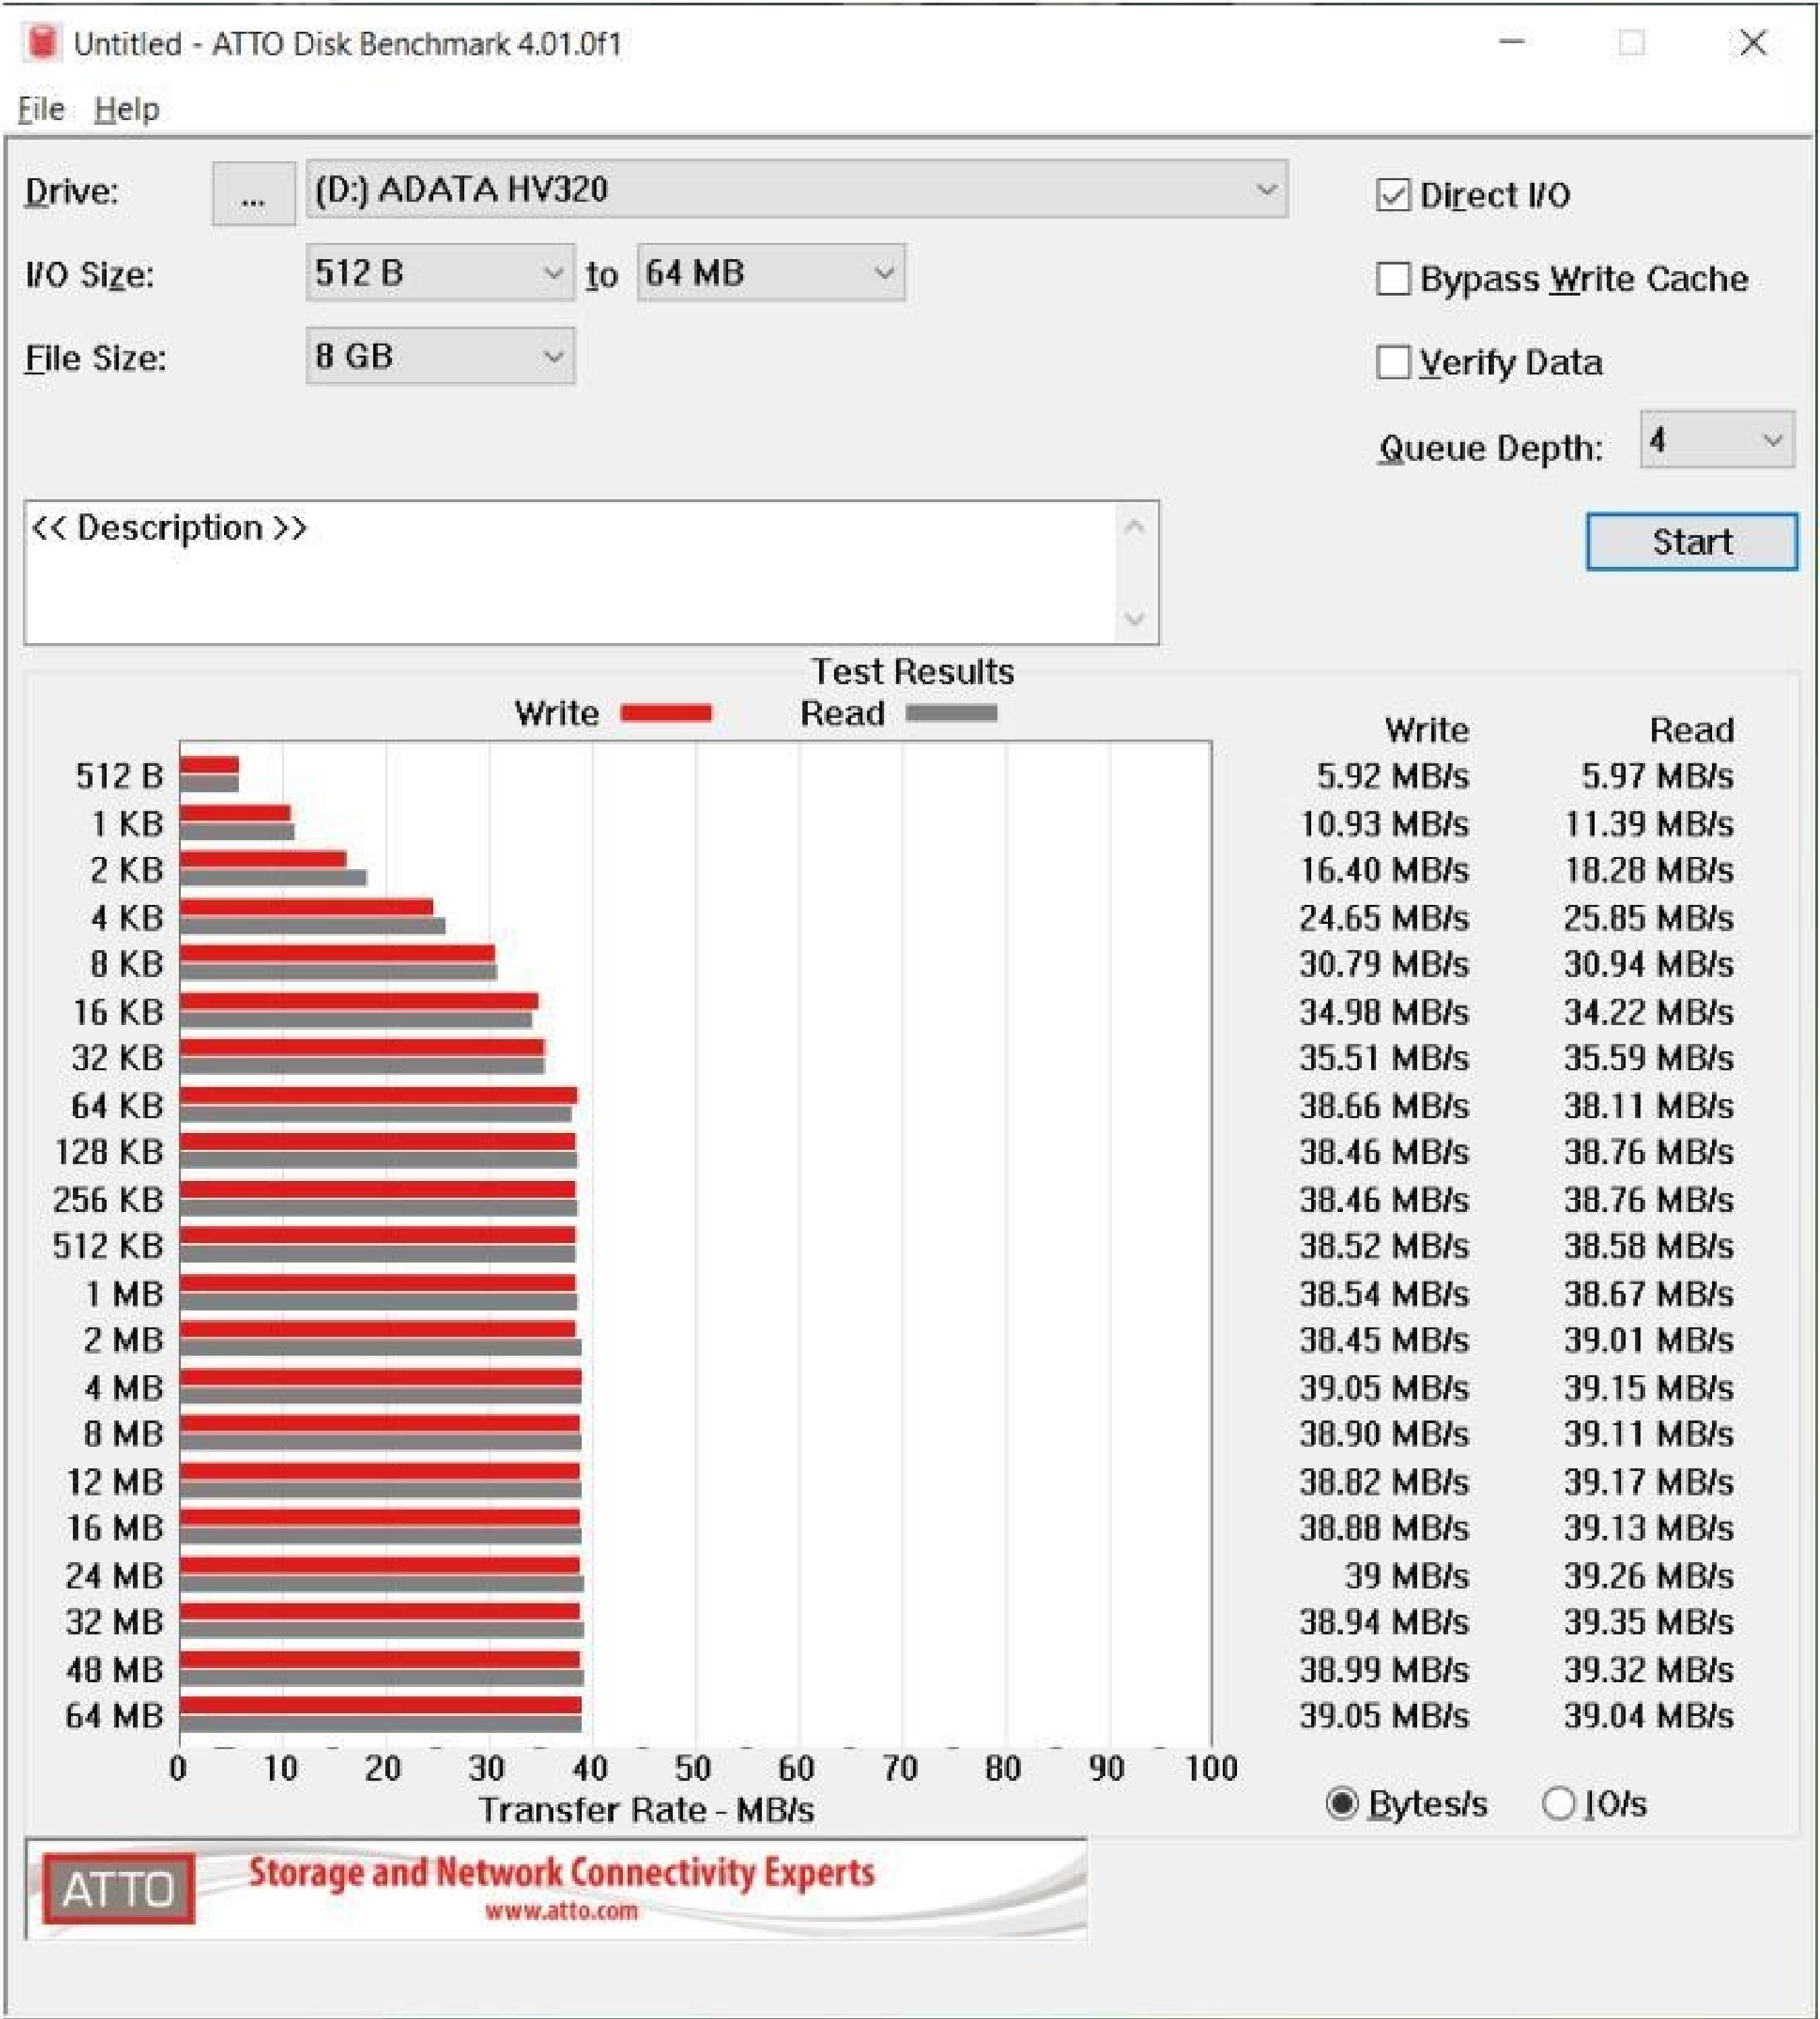 Untitled - ATTO Disk Benchmark 4.01.0f1
File Help
Drive: ... (D:) ADATA HV320
Direct I/O
I/O Size: 512 B to 64 MB
Bypass Write Cache
File Size: 8 GB
Verify Data
Queue Depth: 4
<< Description >>
Start
Test Results
Write Read
Write Read
512 B 5.92 MB/s 5.97 MB/s
1 KB 10.93 MB/s 11.39 MB/s
2 KB 16.40 MB/s 18.28 MB/s
4 KB 24.65 MB/s 25.85 MB/s
8 KB 30.79 MB/s 30.94 MB/s
16 KB 34.98 MB/s 34.22 MB/s
32 KB 35.51 MB/s 35.59 MB/s
64 KB 38.66 MB/s 38.11 MB/s
128 KB 38.46 MB/s 38.76 MB/s
256 KB 38.46 MB/s 38.76 MB/s
512 KB 38.52 MB/s 38.58 MB/s
1 MB 38.54 MB/s 38.67 MB/s
2 MB 38.45 MB/s 39.01 MB/s
4 MB 39.05 MB/s 39.15 MB/s
8 MB 38.90 MB/s 39.11 MB/s
12 MB 38.82 MB/s 39.17 MB/s
16 MB 38.88 MB/s 39.13 MB/s
24 MB 39 MB/s 39.26 MB/s
32 MB 38.94 MB/s 39.35 MB/s
48 MB 38.99 MB/s 39.32 MB/s
64 MB 39.05 MB/s 39.04 MB/s
0 10 20 30 40 50 60 70 80 90 100
Transfer Rate - MB/s
Bytes/s IO/s
ATTO Storage and Network Connectivity Experts
www.atto.com